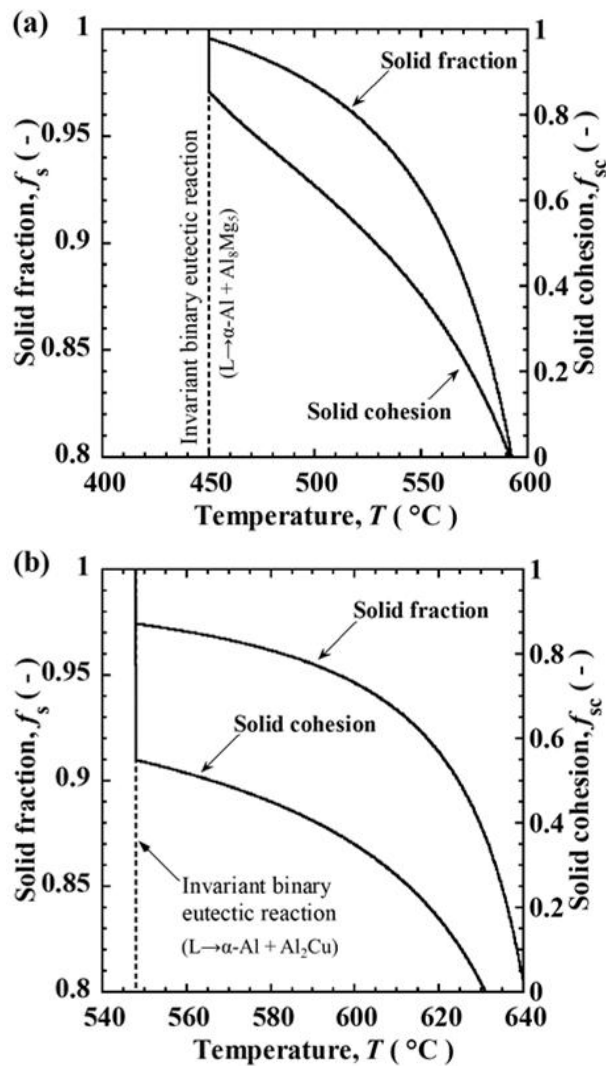 (a)
1
0.95
0.9
0.85
0.8
Solid fraction, fs ( - )
1
0.8
0.6
0.4
0.2
0
Solid cohesion, fsc ( - )
Solid fraction
Solid cohesion
Invariant binary eutectic reaction
(L→α-Al + Al8Mg5)
400 450 500 550 600
Temperature, T ( °C )
(b)
1
0.95
0.9
0.85
0.8
Solid fraction, fs ( - )
1
0.8
0.6
0.4
0.2
0
Solid cohesion, fsc ( - )
Solid fraction
Solid cohesion
Invariant binary
eutectic reaction
(L→α-Al + Al2Cu)
540 560 580 600 620 640
Temperature, T ( °C )